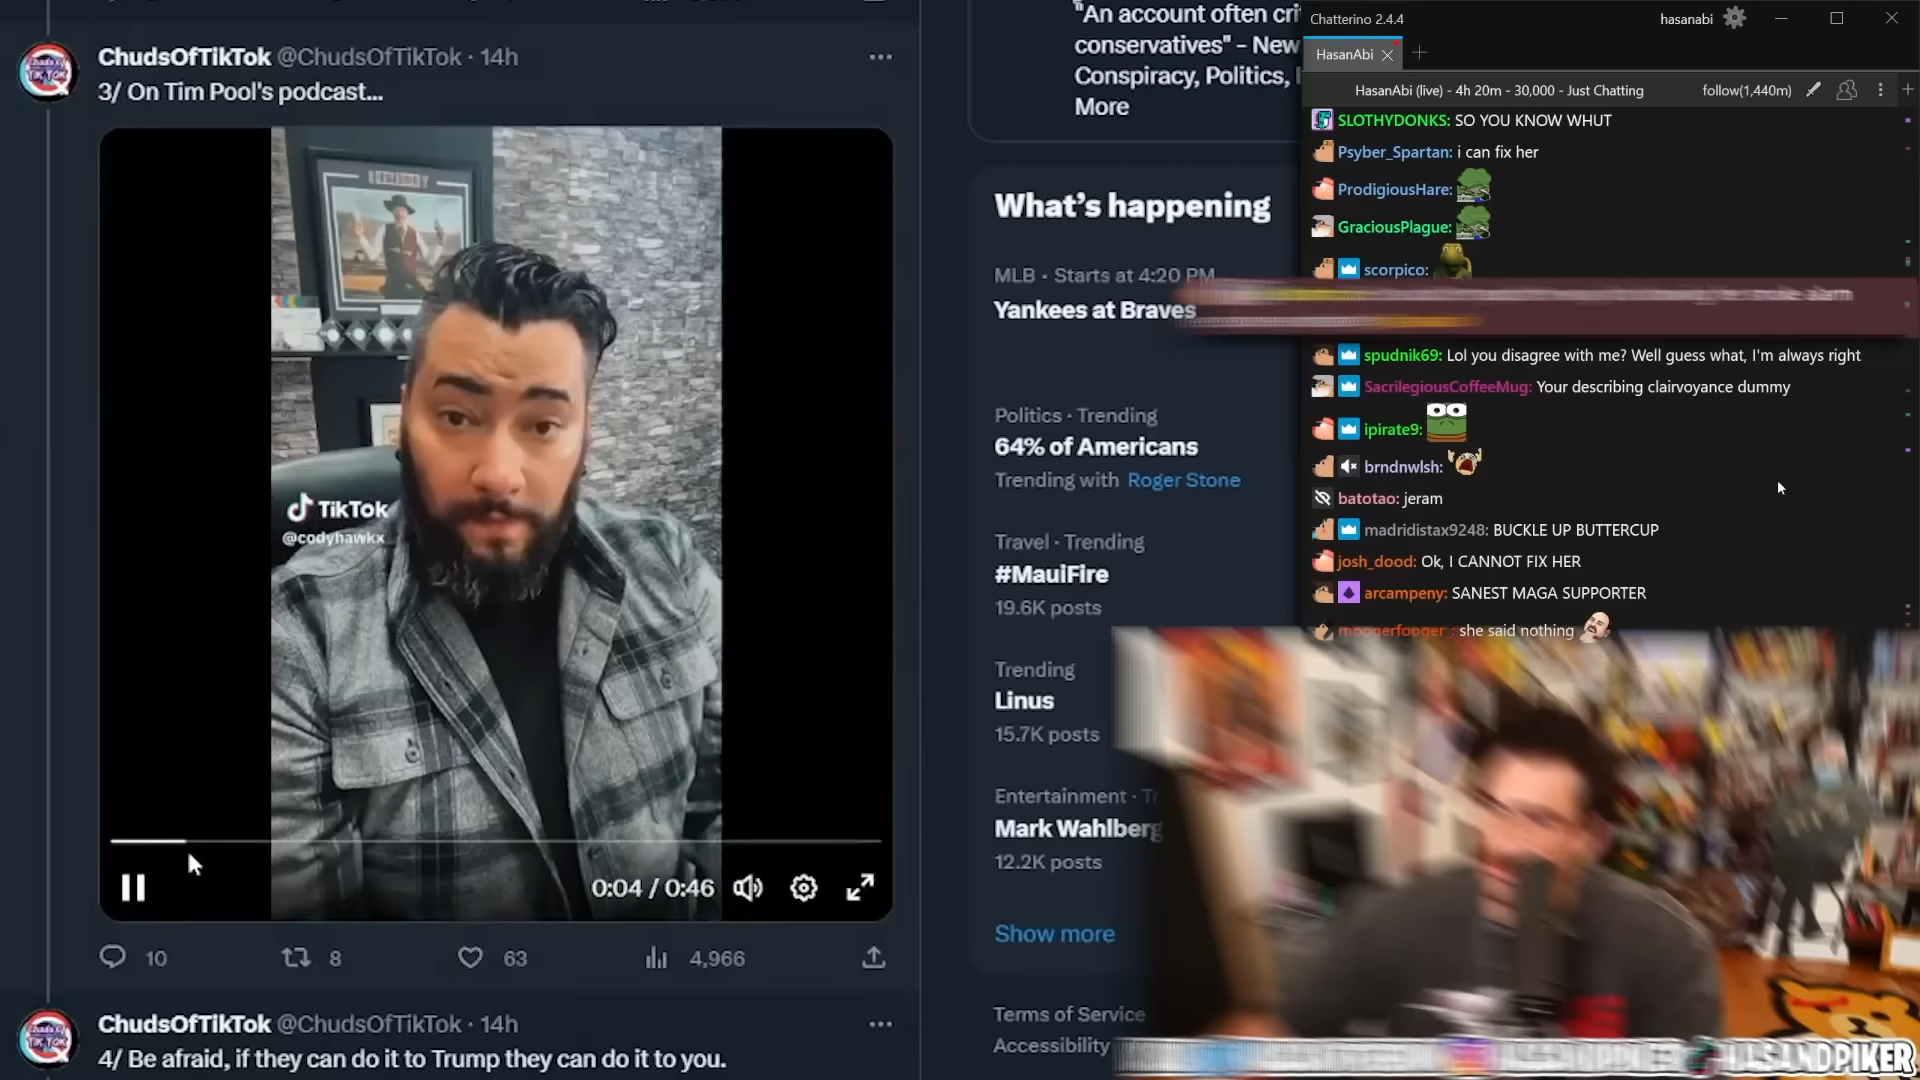 ChudsOfTikTok @ChudsOfTikTok · 14h
3/ On Tim Pool's podcast...
TikTok
@codyhawkx
0:04 / 0:46
10
8
63
4,966
ChudsOfTikTok @ChudsOfTikTok · 14h
4/ Be afraid, if they can do it to Trump they can do it to you.
"An account often cri
conservatives" – New
Conspiracy, Politics,
More
What's happening
MLB · Starts at 4:20 PM
Yankees at Braves
Politics · Trending
64% of Americans
Trending with Roger Stone
Travel · Trending
#MauiFire
19.6K posts
Trending
Linus
15.7K posts
Entertainment · Tr
Mark Wahlberg
12.2K posts
Show more
Terms of Service
Accessibility
Chatterino 2.4.4
hasanabi
HasanAbi
HasanAbi (live) - 4h 20m - 30,000 - Just Chatting
follow(1,440m)
SLOTHYDONKS: SO YOU KNOW WHUT
Psyber_Spartan: i can fix her
ProdigiousHare:
GraciousPlague:
scorpico:
spudnik69: Lol you disagree with me? Well guess what, I'm always right
SacrilegiousCoffeeMug: Your describing clairvoyance dummy
ipirate9:
brndnwlsh:
batotao: jeram
madridistax9248: BUCKLE UP BUTTERCUP
josh_dood: Ok, I CANNOT FIX HER
arcampeny: SANEST MAGA SUPPORTER
she said nothing